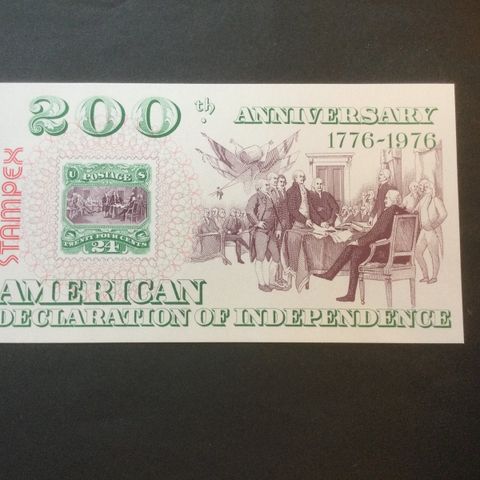 200th ANNIVERSARY
1776-1976
STAMPEX
U S
POSTAGE
TWENTY FOUR CENTS
24
AMERICAN
DECLARATION OF INDEPENDENCE